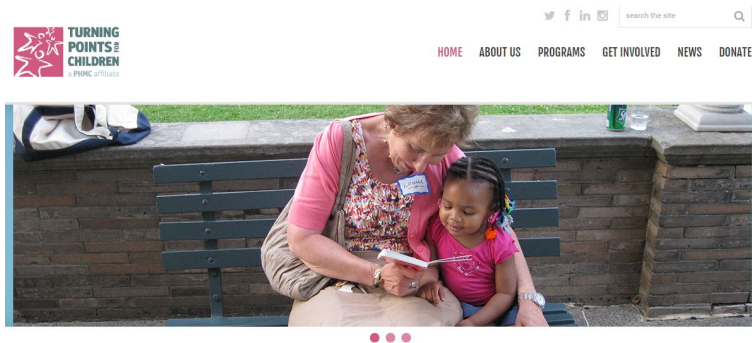 search the site
TURNING
POINTS FOR
CHILDREN
a PHMC affiliate
HOME ABOUT US PROGRAMS GET INVOLVED NEWS DONATE